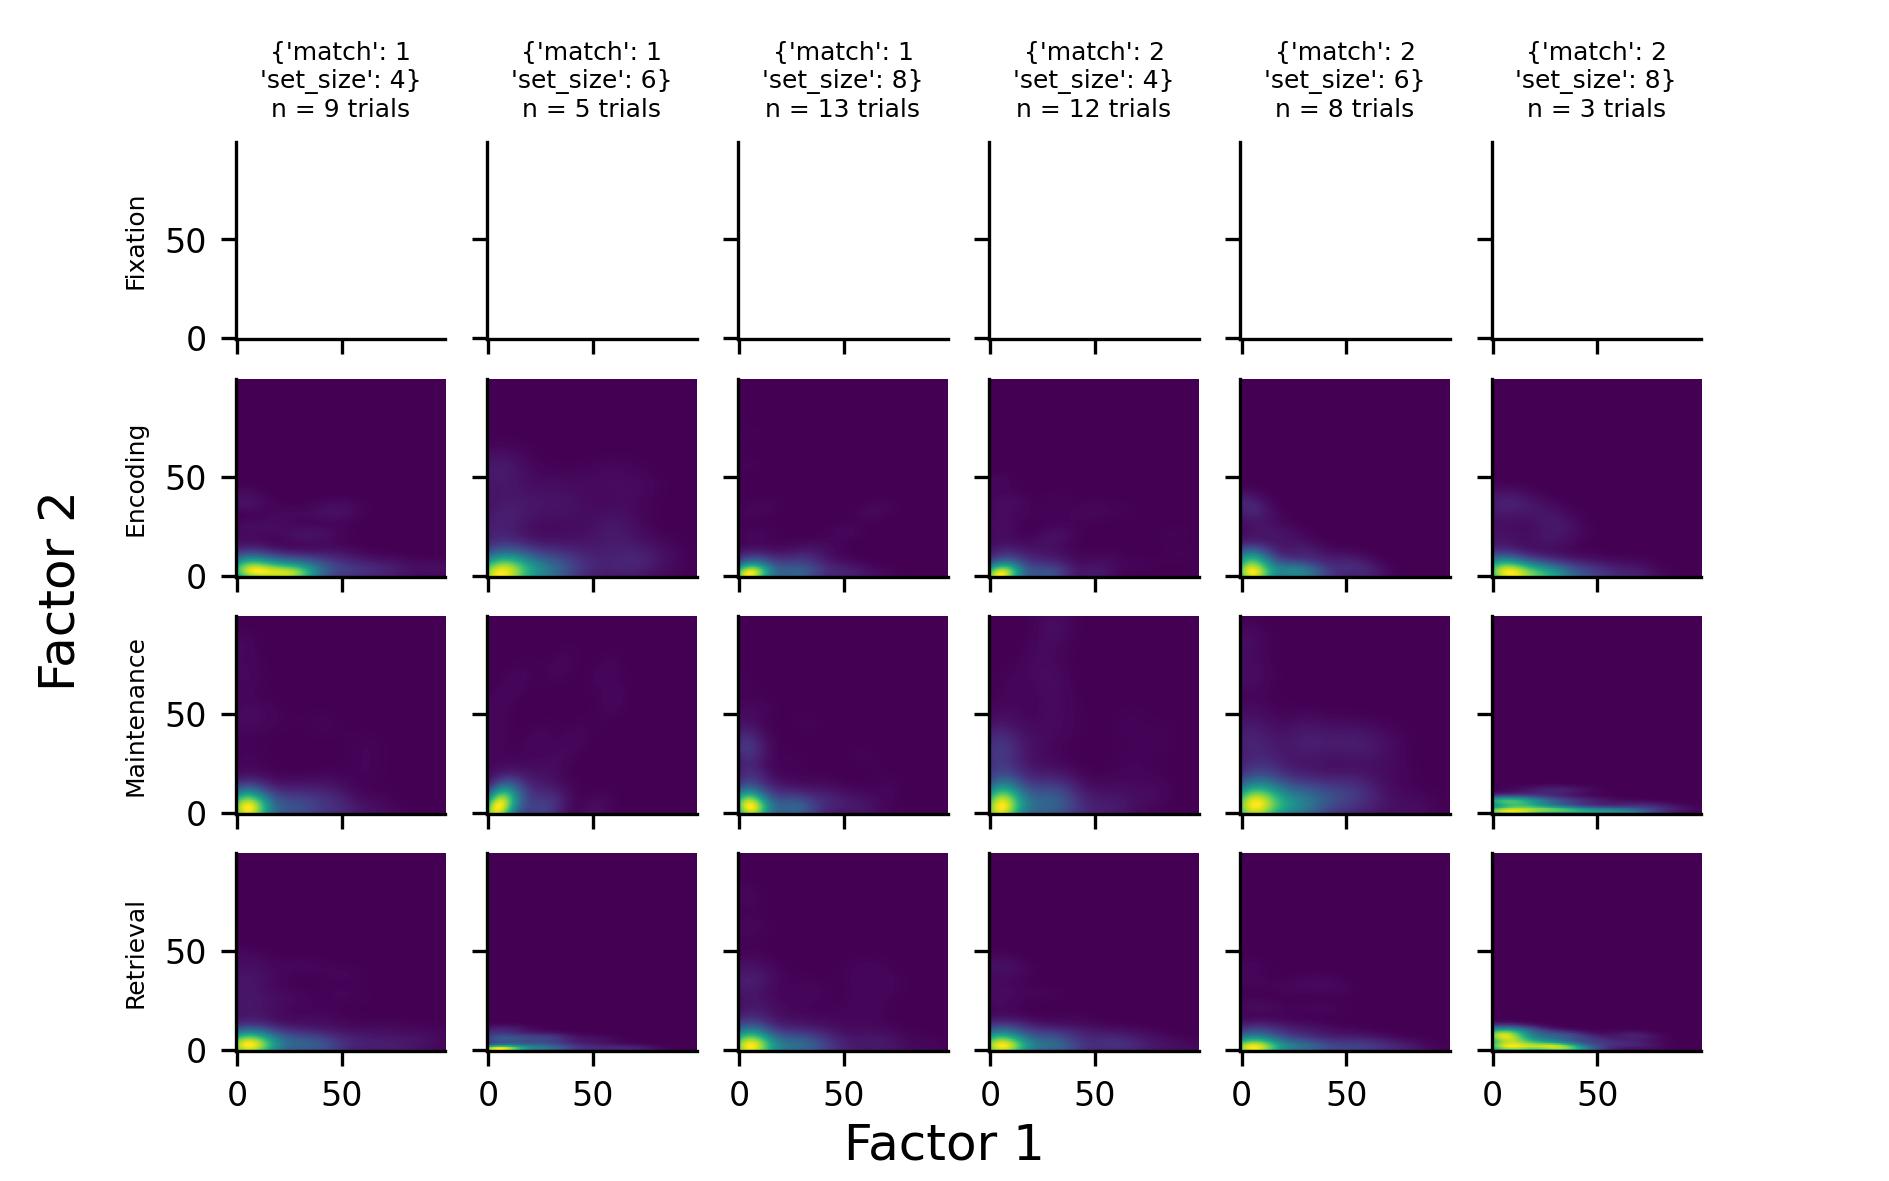 {'match': 1
'set_size': 4}
n = 9 trials
{'match': 1
'set_size': 6}
n = 5 trials
{'match': 1
'set_size': 8}
n = 13 trials
{'match': 2
'set_size': 4}
n = 12 trials
{'match': 2
'set_size': 6}
n = 8 trials
{'match': 2
'set_size': 8}
n = 3 trials
Factor 2
Fixation
50
0
Encoding
50
0
Maintenance
50
0
Retrieval
50
0
0 50 0 50 0 50 0 50 0 50 0 50
Factor 1